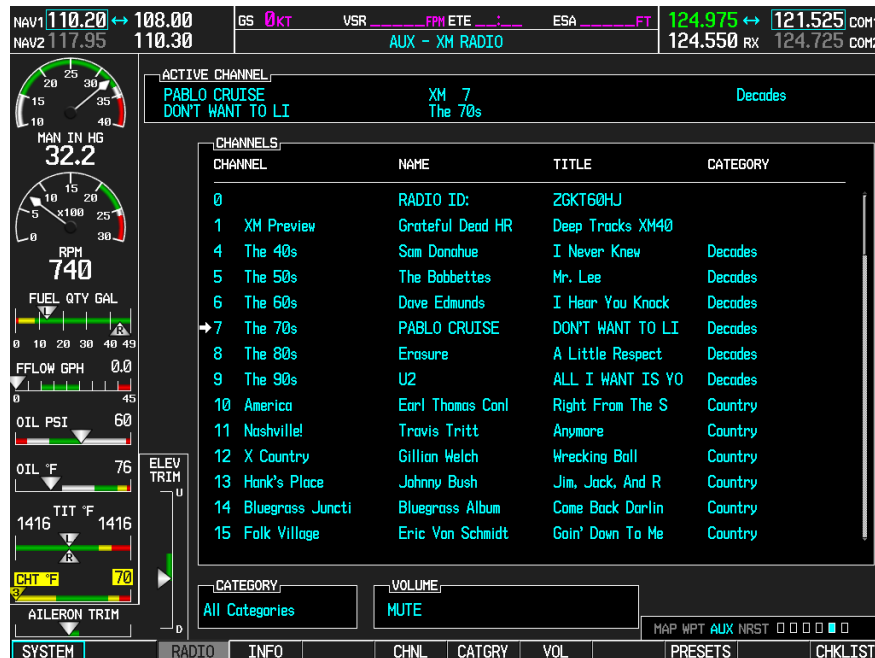 NAV1 110.20 ↔ 108.00 GS 0KT VSR _____FPM ETE __:__ ESA _____FT 124.975 ↔ 121.525 COM1
NAV2 117.95 110.30 AUX – XM RADIO 124.550 RX 124.725 COM2
ACTIVE CHANNEL
PABLO CRUISE XM 7 Decades
DON'T WANT TO LI The 70s
10 15 20 25 30 35 40
MAN IN HG
32.2
0 5 10 15 20 25 30
x100
RPM
740
FUEL QTY GAL
L
R
0 10 20 30 40 49
FFLOW GPH 0.0
0 45
OIL PSI 60
OIL °F 76
TIT °F
1416 1416
L
R
CHT °F 70
3
AILERON TRIM
ELEV
TRIM
U
D
CHANNELS
CHANNEL NAME TITLE CATEGORY
0 RADIO ID: ZGKT60HJ
1 XM Preview Grateful Dead HR Deep Tracks XM40
4 The 40s Sam Donahue I Never Knew Decades
5 The 50s The Bobbettes Mr. Lee Decades
6 The 60s Dave Edmunds I Hear You Knock Decades
7 The 70s PABLO CRUISE DON'T WANT TO LI Decades
8 The 80s Erasure A Little Respect Decades
9 The 90s U2 ALL I WANT IS YO Decades
10 America Earl Thomas Conl Right From The S Country
11 Nashville! Travis Tritt Anymore Country
12 X Country Gillian Welch Wrecking Ball Country
13 Hank's Place Johnny Bush Jim, Jack, And R Country
14 Bluegrass Juncti Bluegrass Album Come Back Darlin Country
15 Folk Village Eric Von Schmidt Goin' Down To Me Country
CATEGORY
All Categories
VOLUME
MUTE
MAP WPT AUX NRST
SYSTEM RADIO INFO CHNL CATGRY VOL PRESETS CHKLIST